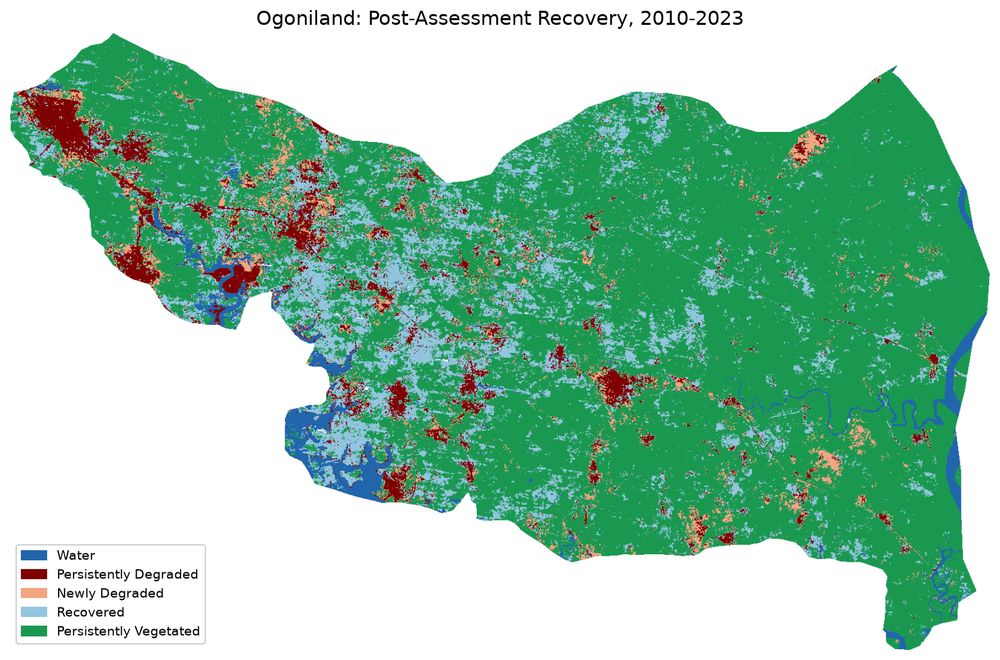 Ogoniland: Post-Assessment Recovery, 2010-2023
Water
Persistently Degraded
Newly Degraded
Recovered
Persistently Vegetated